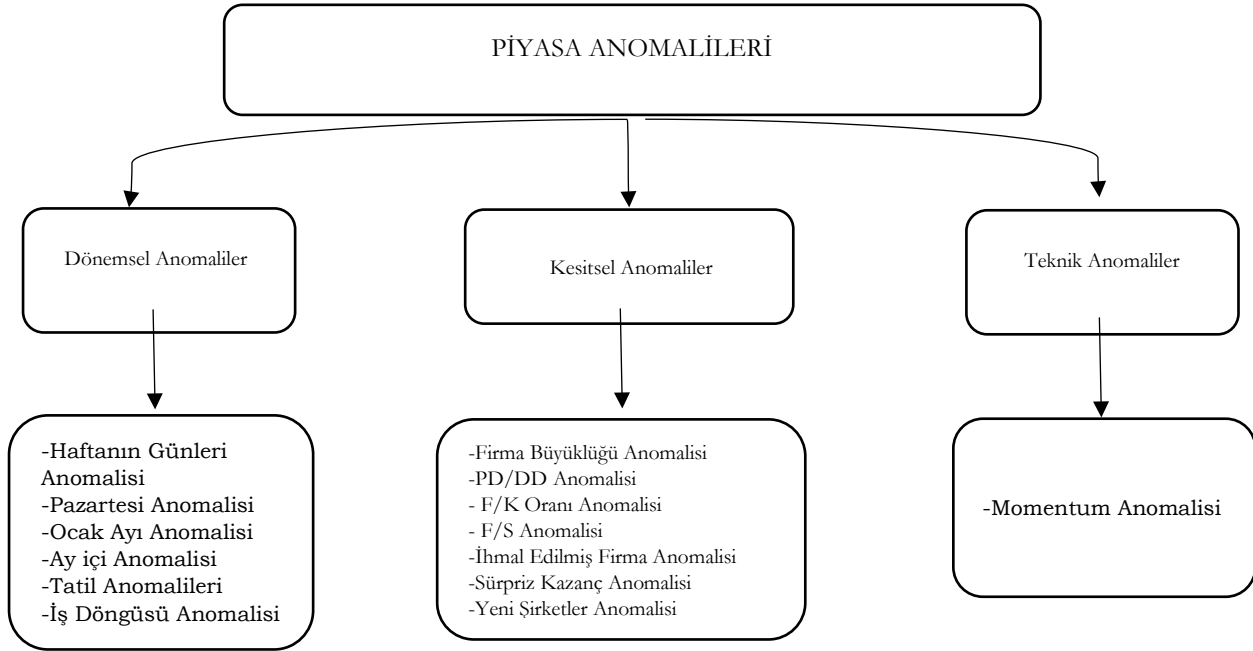 PİYASA ANOMALİLERİ
Dönemsel Anomaliler
Kesitsel Anomaliler
Teknik Anomaliler
-Haftanın Günleri
Anomalisi
-Pazartesi Anomalisi
-Ocak Ayı Anomalisi
-Ay içi Anomalisi
-Tatil Anomalileri
-İş Döngüsü Anomalisi
-Firma Büyüklüğü Anomalisi
-PD/DD Anomalisi
- F/K Oranı Anomalisi
- F/S Anomalisi
-İhmal Edilmiş Firma Anomalisi
-Sürpriz Kazanç Anomalisi
-Yeni Şirketler Anomalisi
-Momentum Anomalisi